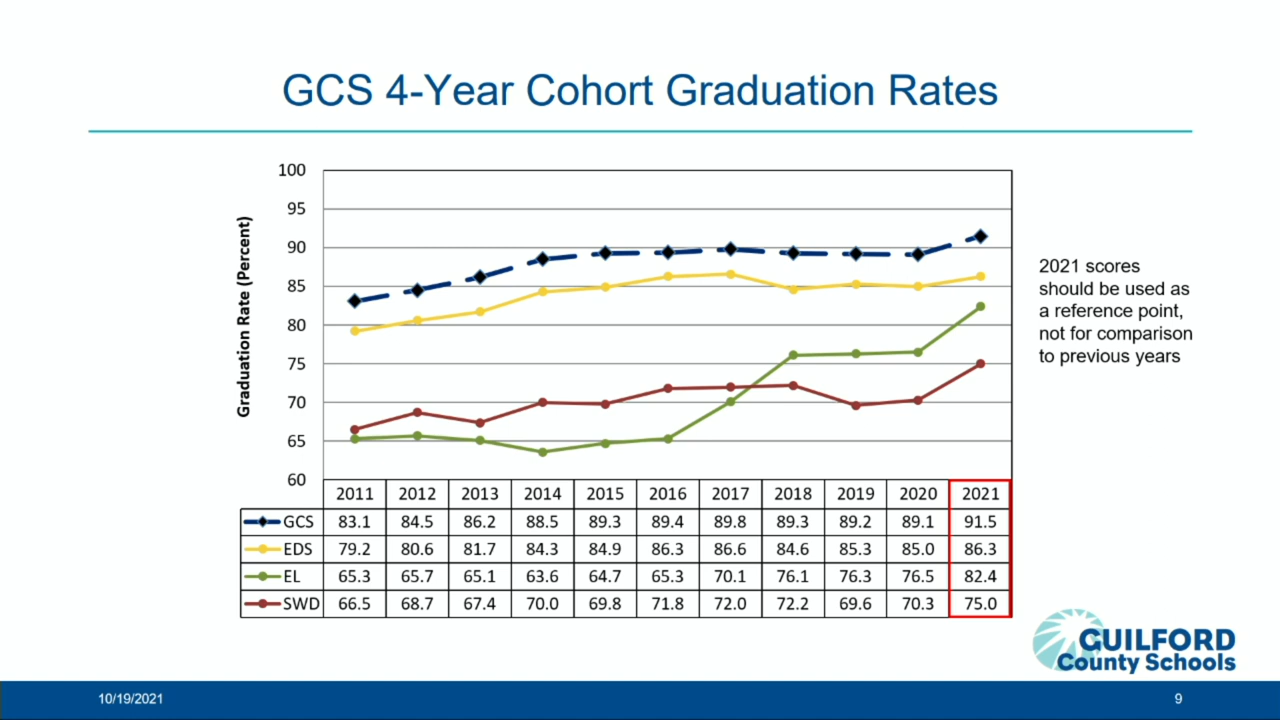 GCS 4-Year Cohort Graduation Rates
100
95
90
85
80
75
70
65
60
Graduation Rate (Percent)
2021 scores
should be used as
a reference point,
not for comparison
to previous years
2011 2012 2013 2014 2015 2016 2017 2018 2019 2020 2021
GCS 83.1 84.5 86.2 88.5 89.3 89.4 89.8 89.3 89.2 89.1 91.5
EDS 79.2 80.6 81.7 84.3 84.9 86.3 86.6 84.6 85.3 85.0 86.3
EL 65.3 65.7 65.1 63.6 64.7 65.3 70.1 76.1 76.3 76.5 82.4
SWD 66.5 68.7 67.4 70.0 69.8 71.8 72.0 72.2 69.6 70.3 75.0
GUILFORD
County Schools
10/19/2021
9